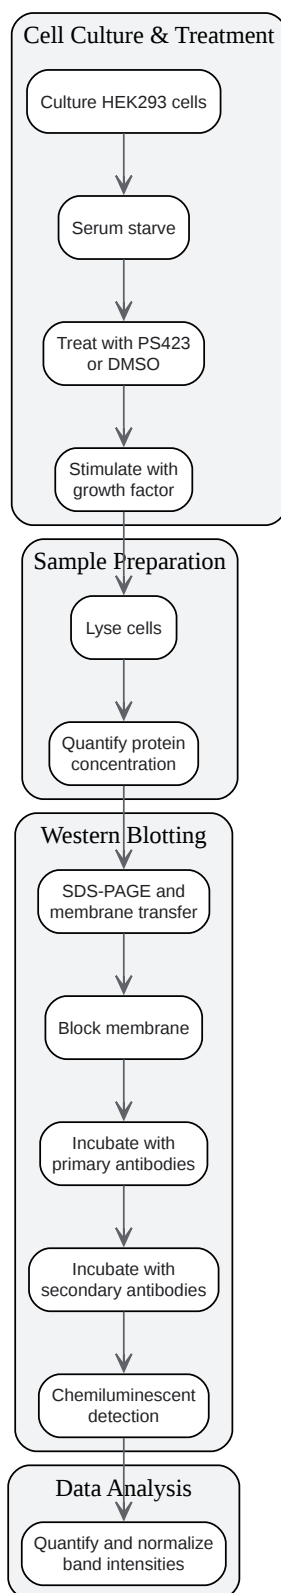 Cell Culture & Treatment
Culture HEK293 cells
Serum starve
Treat with PS423
or DMSO
Stimulate with
growth factor
Sample Preparation
Lyse cells
Quantify protein
concentration
Western Blotting
SDS-PAGE and
membrane transfer
Block membrane
Incubate with
primary antibodies
Incubate with
secondary antibodies
Chemiluminescent
detection
Data Analysis
Quantify and normalize
band intensities